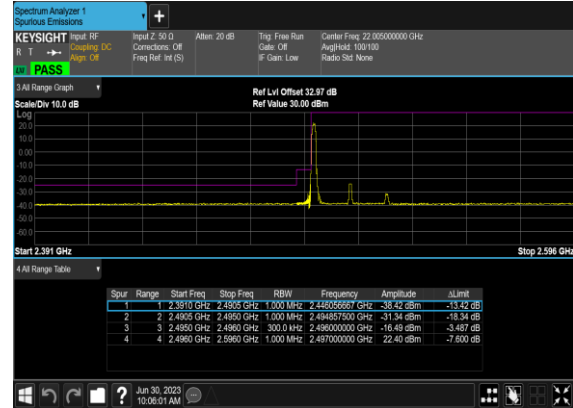 Spectrum Analyzer 1
Spurious Emissions
KEYSIGHT Input: RF Input Z: 50 Ω Atten: 20 dB Trig: Free Run Center Freq: 22.005000000 GHz
R T Coupling: DC Corrections: Off Gate: Off Avg|Hold: 100/100
Align: Off Freq Ref: Int (S) IF Gain: Low Radio Std: None
PASS
3 All Range Graph
Ref Lvl Offset 32.97 dB
Scale/Div 10.0 dB Ref Value 30.00 dBm
Log
20.0
10.0
0.00
-10.0
-20.0
-30.0
-40.0
-50.0
-60.0
Start 2.391 GHz Stop 2.596 GHz
4 All Range Table
Spur Range Start Freq Stop Freq RBW Frequency Amplitude ΔLimit
1 1 2.3910 GHz 2.4905 GHz 1.000 MHz 2.446056667 GHz -38.42 dBm -13.42 dB
2 2 2.4905 GHz 2.4950 GHz 1.000 MHz 2.494857500 GHz -31.34 dBm -18.34 dB
3 3 2.4950 GHz 2.4960 GHz 300.0 kHz 2.496000000 GHz -16.49 dBm -3.487 dB
4 4 2.4960 GHz 2.5960 GHz 1.000 MHz 2.497000000 GHz 22.40 dBm -7.600 dB
Jun 30, 2023
10:06:01 AM